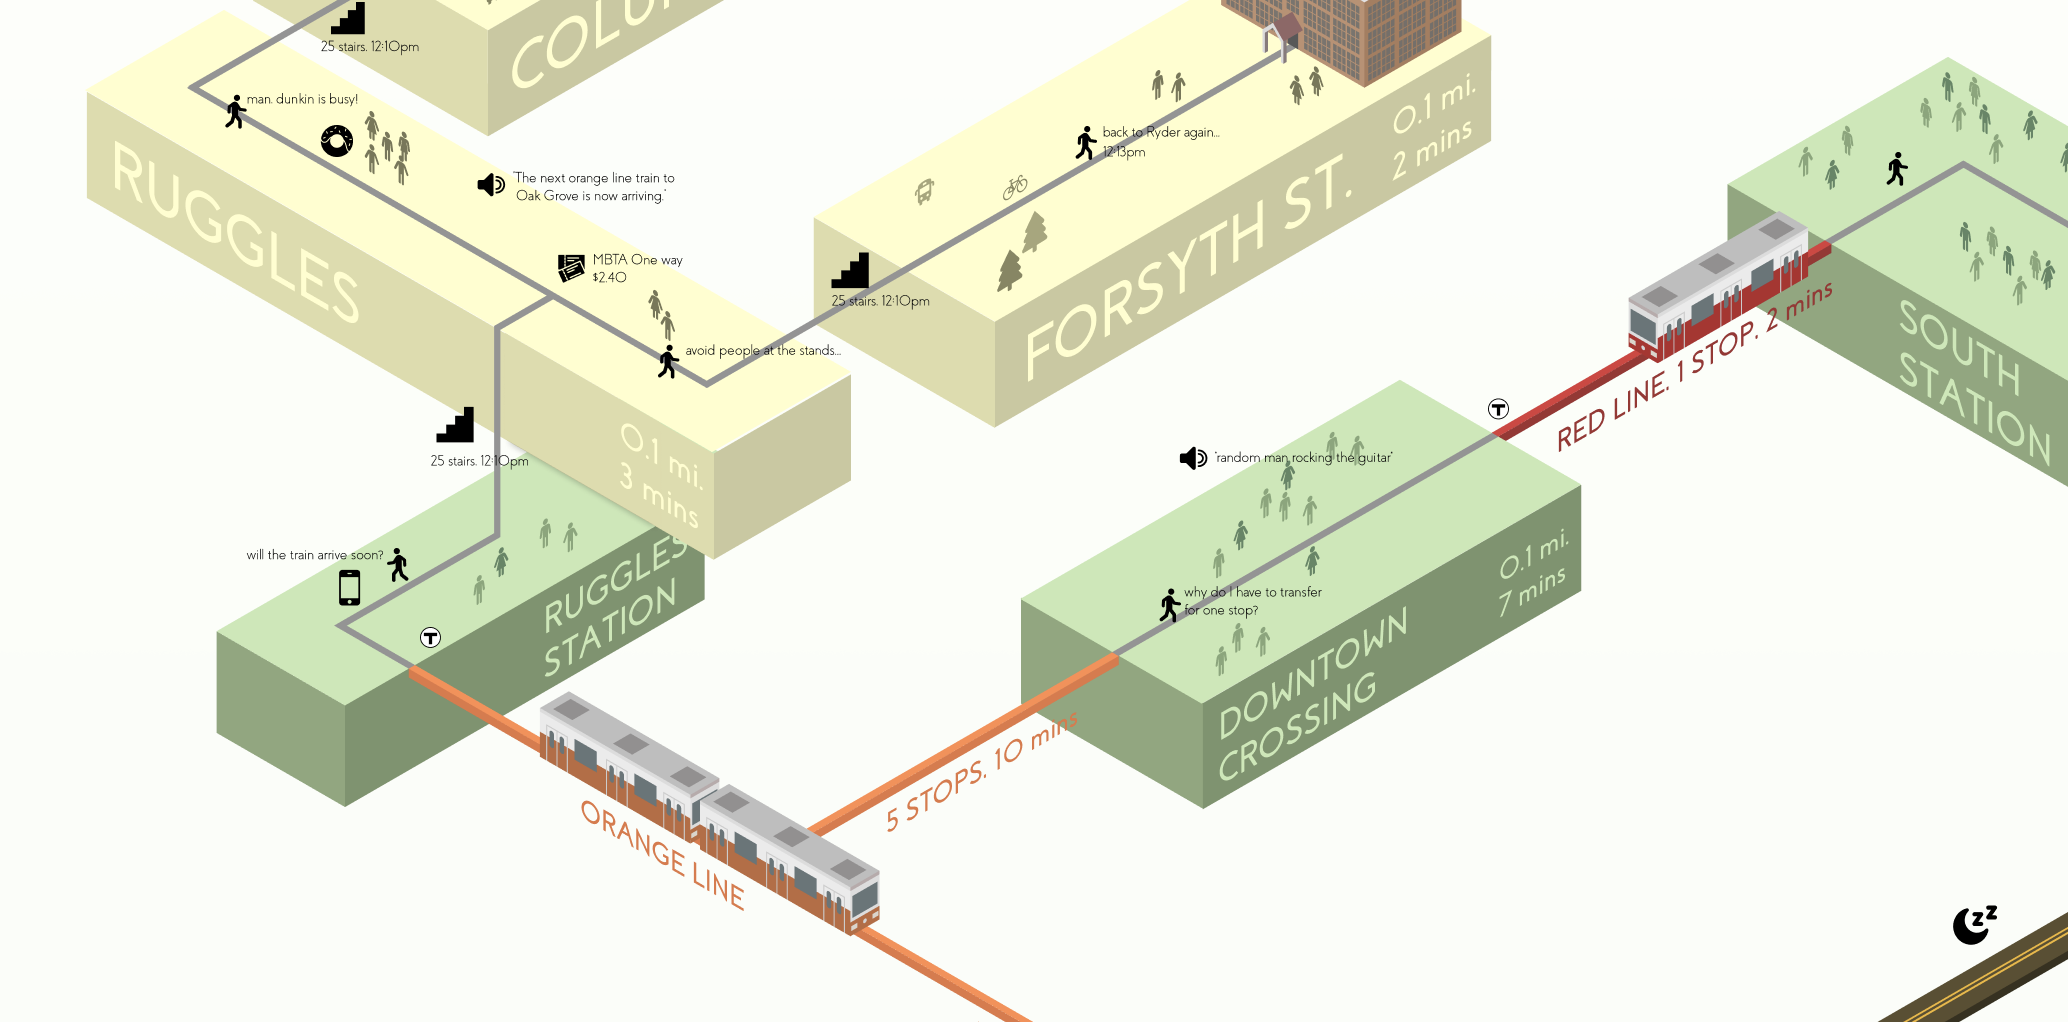 25 stairs. 12:10pm
man. dunkin is busy!
RUGGLES
"The next orange line train to
Oak Grove is now arriving."
MBTA One way
$2.40
avoid people at the stands...
0.1 mi.
3 mins
25 stairs. 12:10pm
back to Ryder again...
12:13pm
25 stairs. 12:10pm
FORSYTH ST.
0.1 mi.
2 mins
will the train arrive soon?
RUGGLES
STATION
T
ORANGE LINE
5 STOPS. 10 mins
"random man rocking the guitar"
why do I have to transfer
for one stop?
DOWNTOWN
CROSSING
0.1 mi.
7 mins
T
RED LINE. 1 STOP. 2 mins
SOUTH
STATION
z z